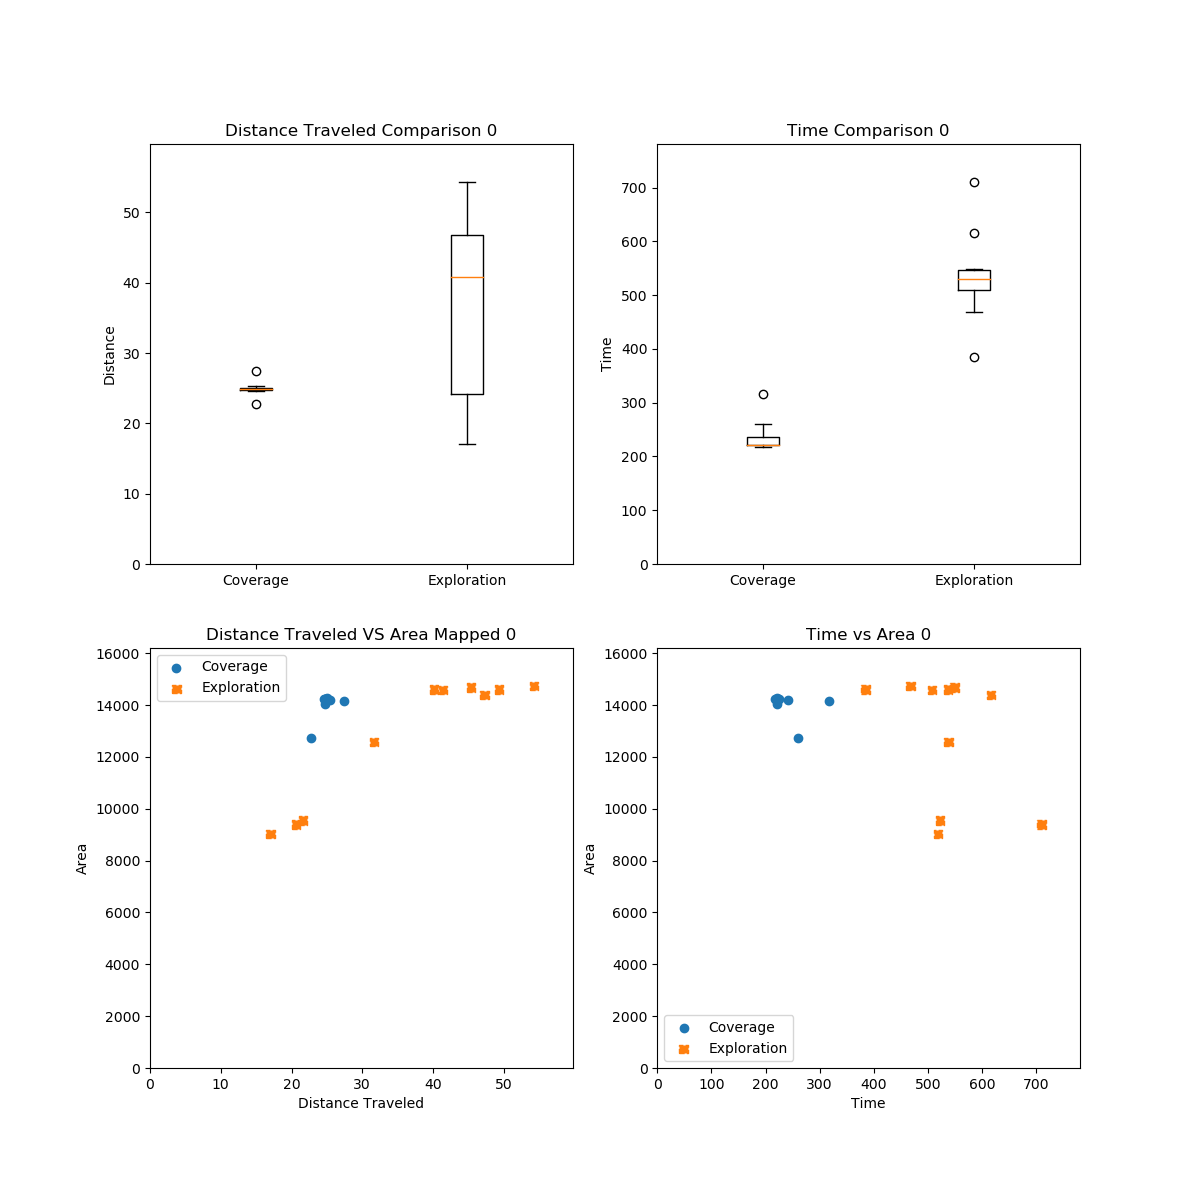 Distance Traveled Comparison 0
Distance
50
40
30
20
10
0
Coverage Exploration
Time Comparison 0
Time
700
600
500
400
300
200
100
0
Coverage Exploration
Distance Traveled VS Area Mapped 0
Area
16000
14000
12000
10000
8000
6000
4000
2000
0
Coverage
Exploration
0 10 20 30 40 50
Distance Traveled
Time vs Area 0
Area
16000
14000
12000
10000
8000
6000
4000
2000
0
Coverage
Exploration
0 100 200 300 400 500 600 700
Time